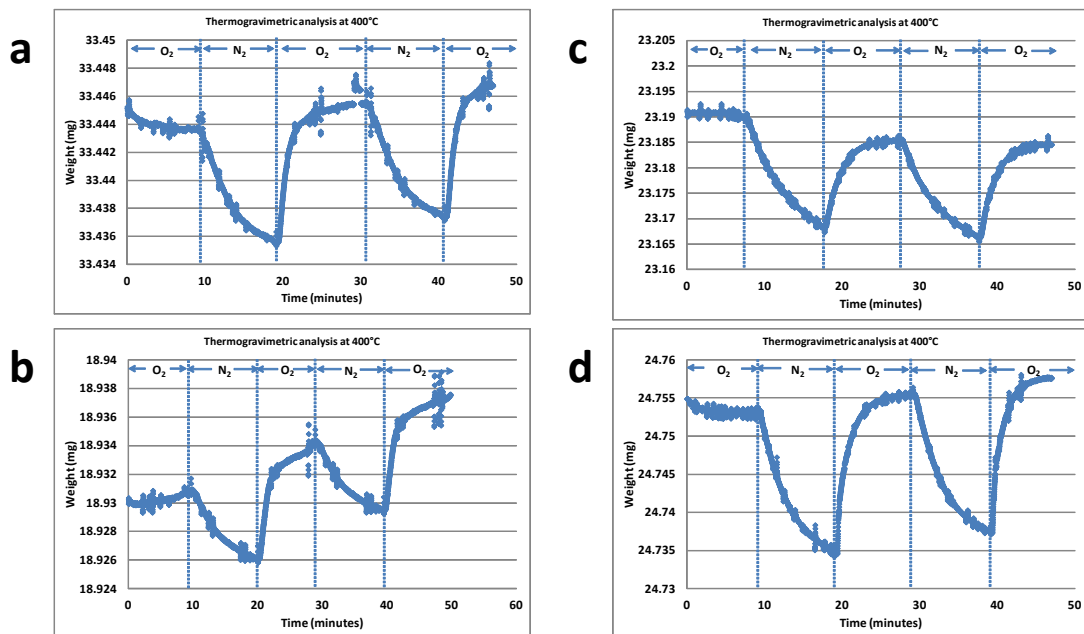 a
Thermogravimetric analysis at 400°C
O₂ N₂ O₂ N₂ O₂
Weight (mg)
33.45
33.448
33.446
33.444
33.442
33.44
33.438
33.436
33.434
0 10 20 30 40 50
Time (minutes)
c
Thermogravimetric analysis at 400°C
O₂ N₂ O₂ N₂ O₂
Weight (mg)
23.205
23.2
23.195
23.19
23.185
23.18
23.175
23.17
23.165
23.16
0 10 20 30 40 50
Time (minutes)
b
Thermogravimetric analysis at 400°C
O₂ N₂ O₂ N₂ O₂
Weight (mg)
18.94
18.938
18.936
18.934
18.932
18.93
18.928
18.926
18.924
0 10 20 30 40 50 60
Time (minutes)
d
Thermogravimetric analysis at 400°C
O₂ N₂ O₂ N₂ O₂
Weight (mg)
24.76
24.755
24.75
24.745
24.74
24.735
24.73
0 10 20 30 40 50
Time (minutes)